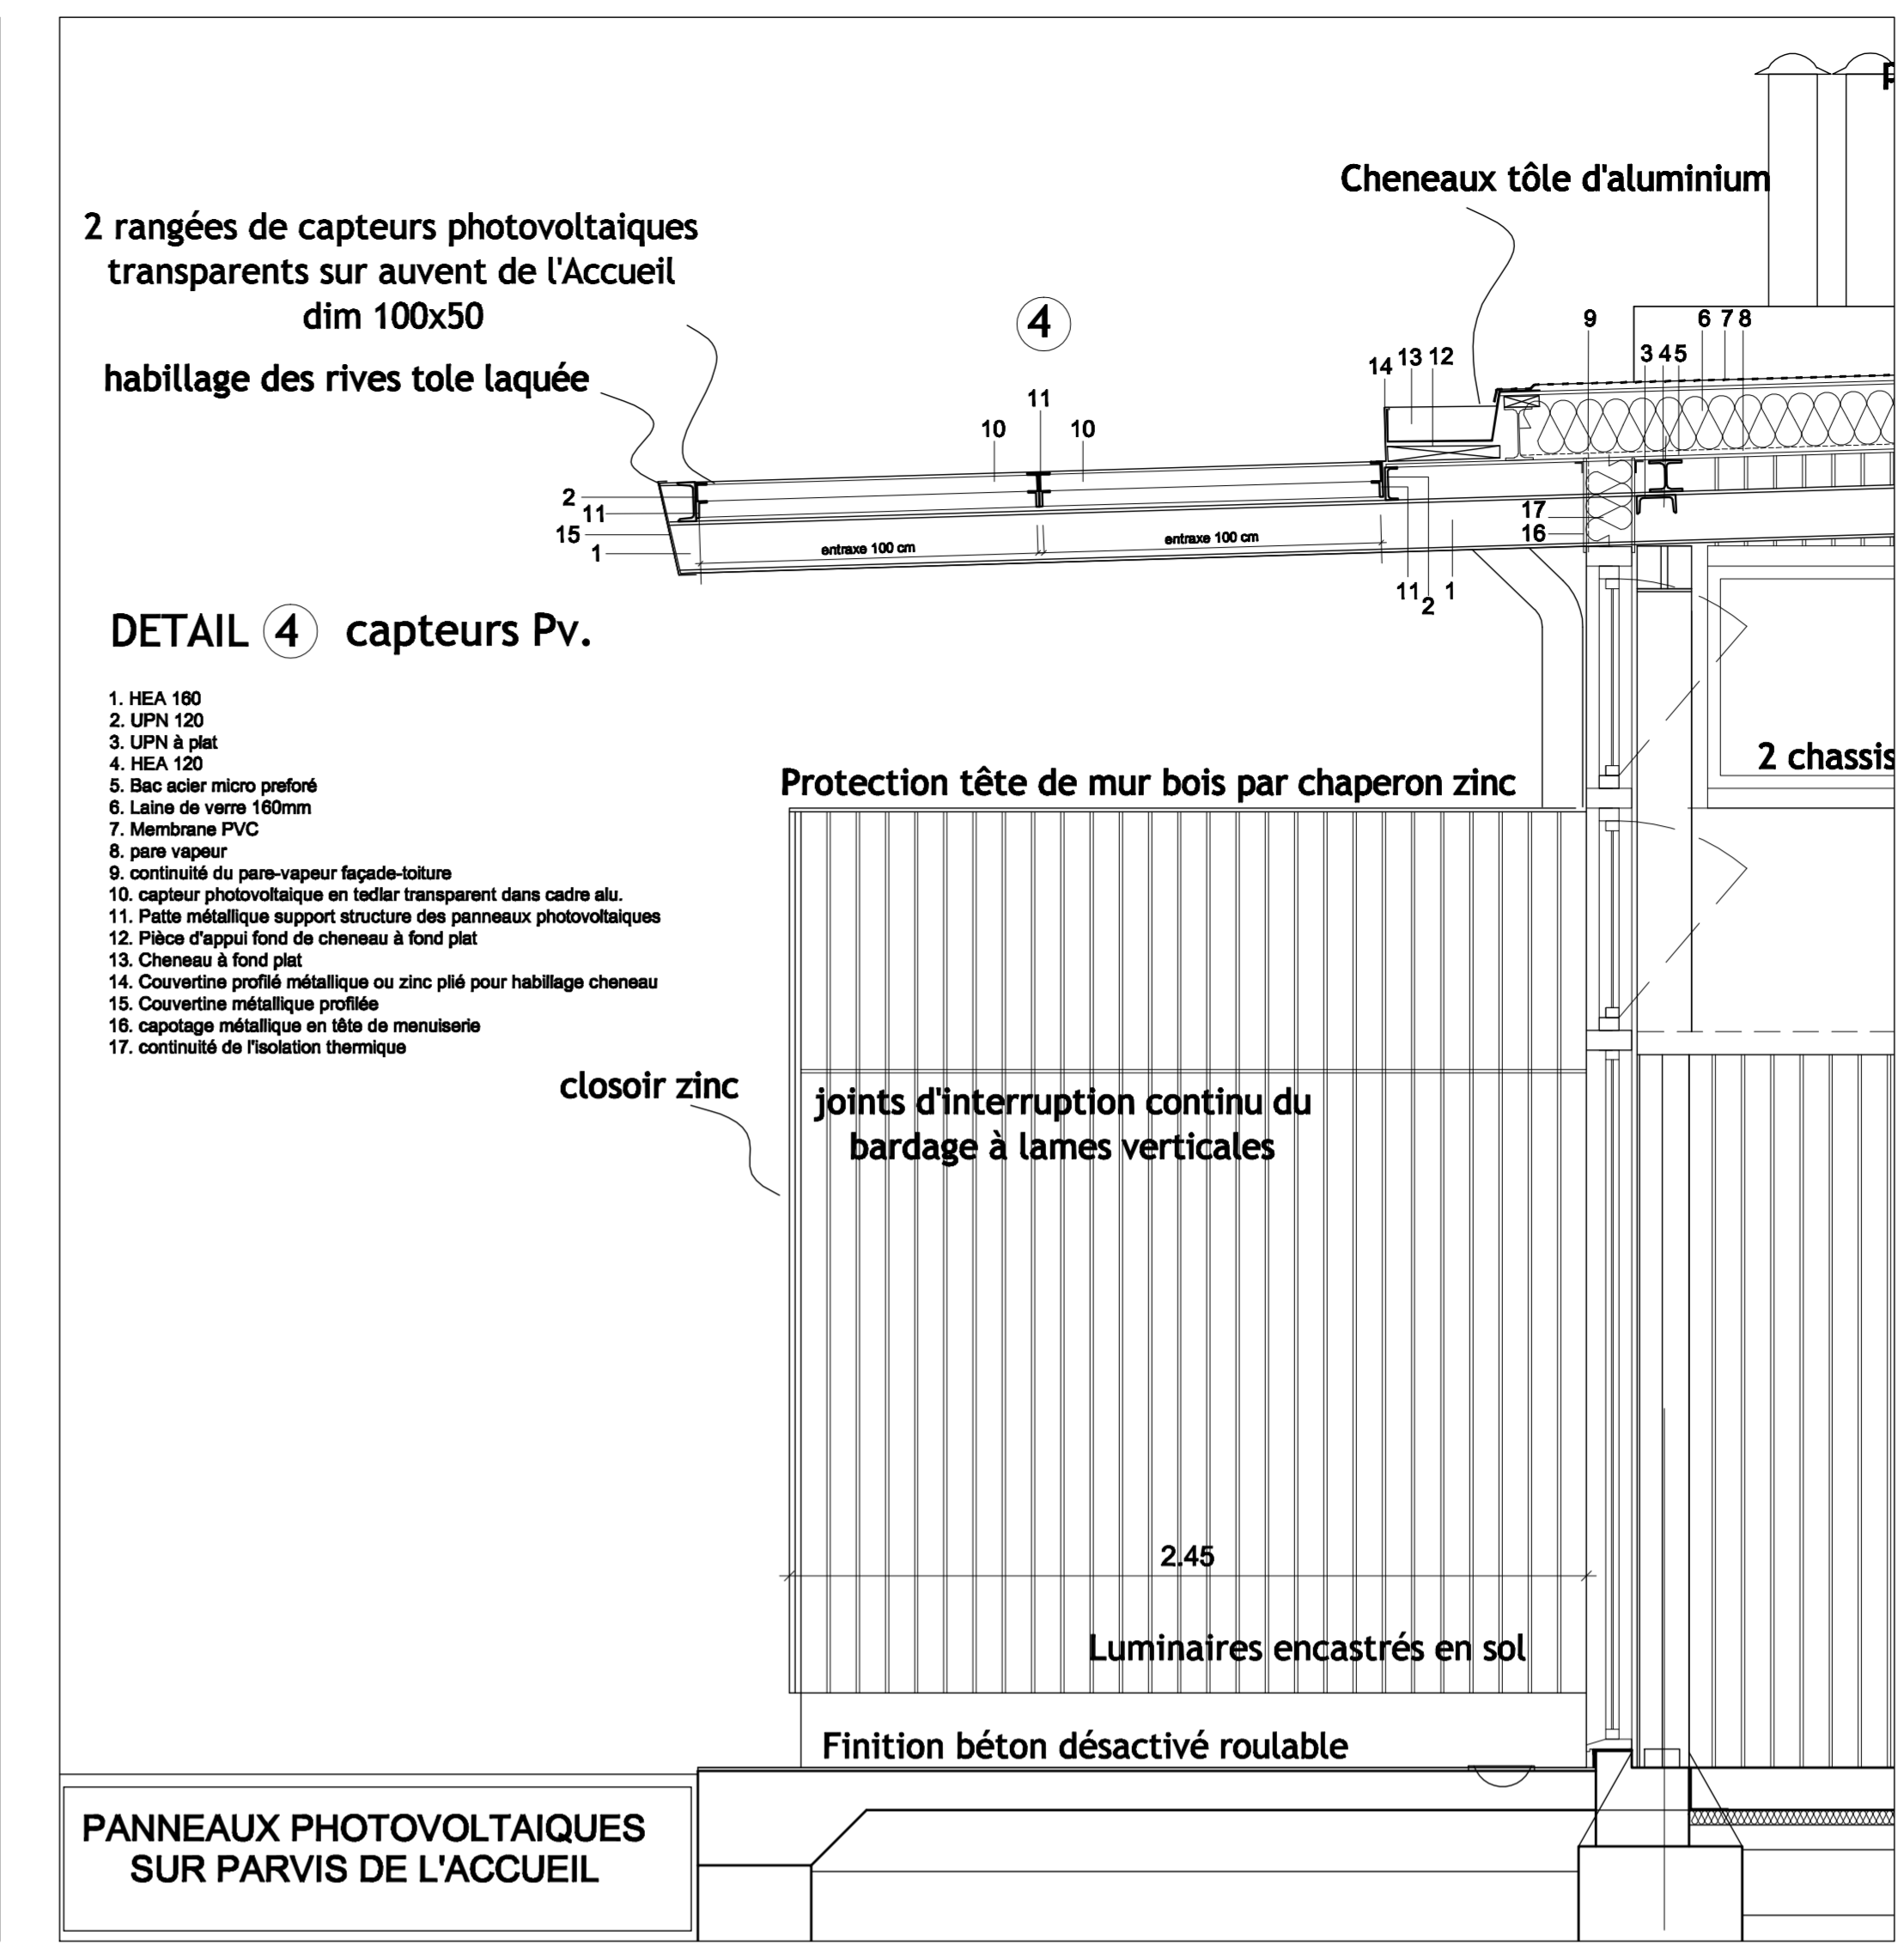 Cheneaux tôle d'aluminium
2 rangées de capteurs photovoltaiques
transparents sur auvent de l'Accueil
dim 100x50
habillage des rives tole laquée
4
9
6 7 8
3 4 5
14 13 12
11
10 10
2
11
15
1
entraxe 100 cm
entraxe 100 cm
17
16
11 2 1
DETAIL 4 capteurs Pv.
1. HEA 160
2. UPN 120
3. UPN à plat
4. HEA 120
5. Bac acier micro preforé
6. Laine de verre 160mm
7. Membrane PVC
8. pare vapeur
9. continuité du pare-vapeur façade-toiture
10. capteur photovoltaique en tedlar transparent dans cadre alu.
11. Patte métallique support structure des panneaux photovoltaiques
12. Pièce d'appui fond de cheneau à fond plat
13. Cheneau à fond plat
14. Couvertine profilé métallique ou zinc plié pour habillage cheneau
15. Couvertine métallique profilée
16. capotage métallique en tête de menuiserie
17. continuité de l'isolation thermique
2 chassis
Protection tête de mur bois par chaperon zinc
closoir zinc
joints d'interruption continu du
bardage à lames verticales
2.45
Luminaires encastrés en sol
Finition béton désactivé roulable
PANNEAUX PHOTOVOLTAIQUES
SUR PARVIS DE L'ACCUEIL